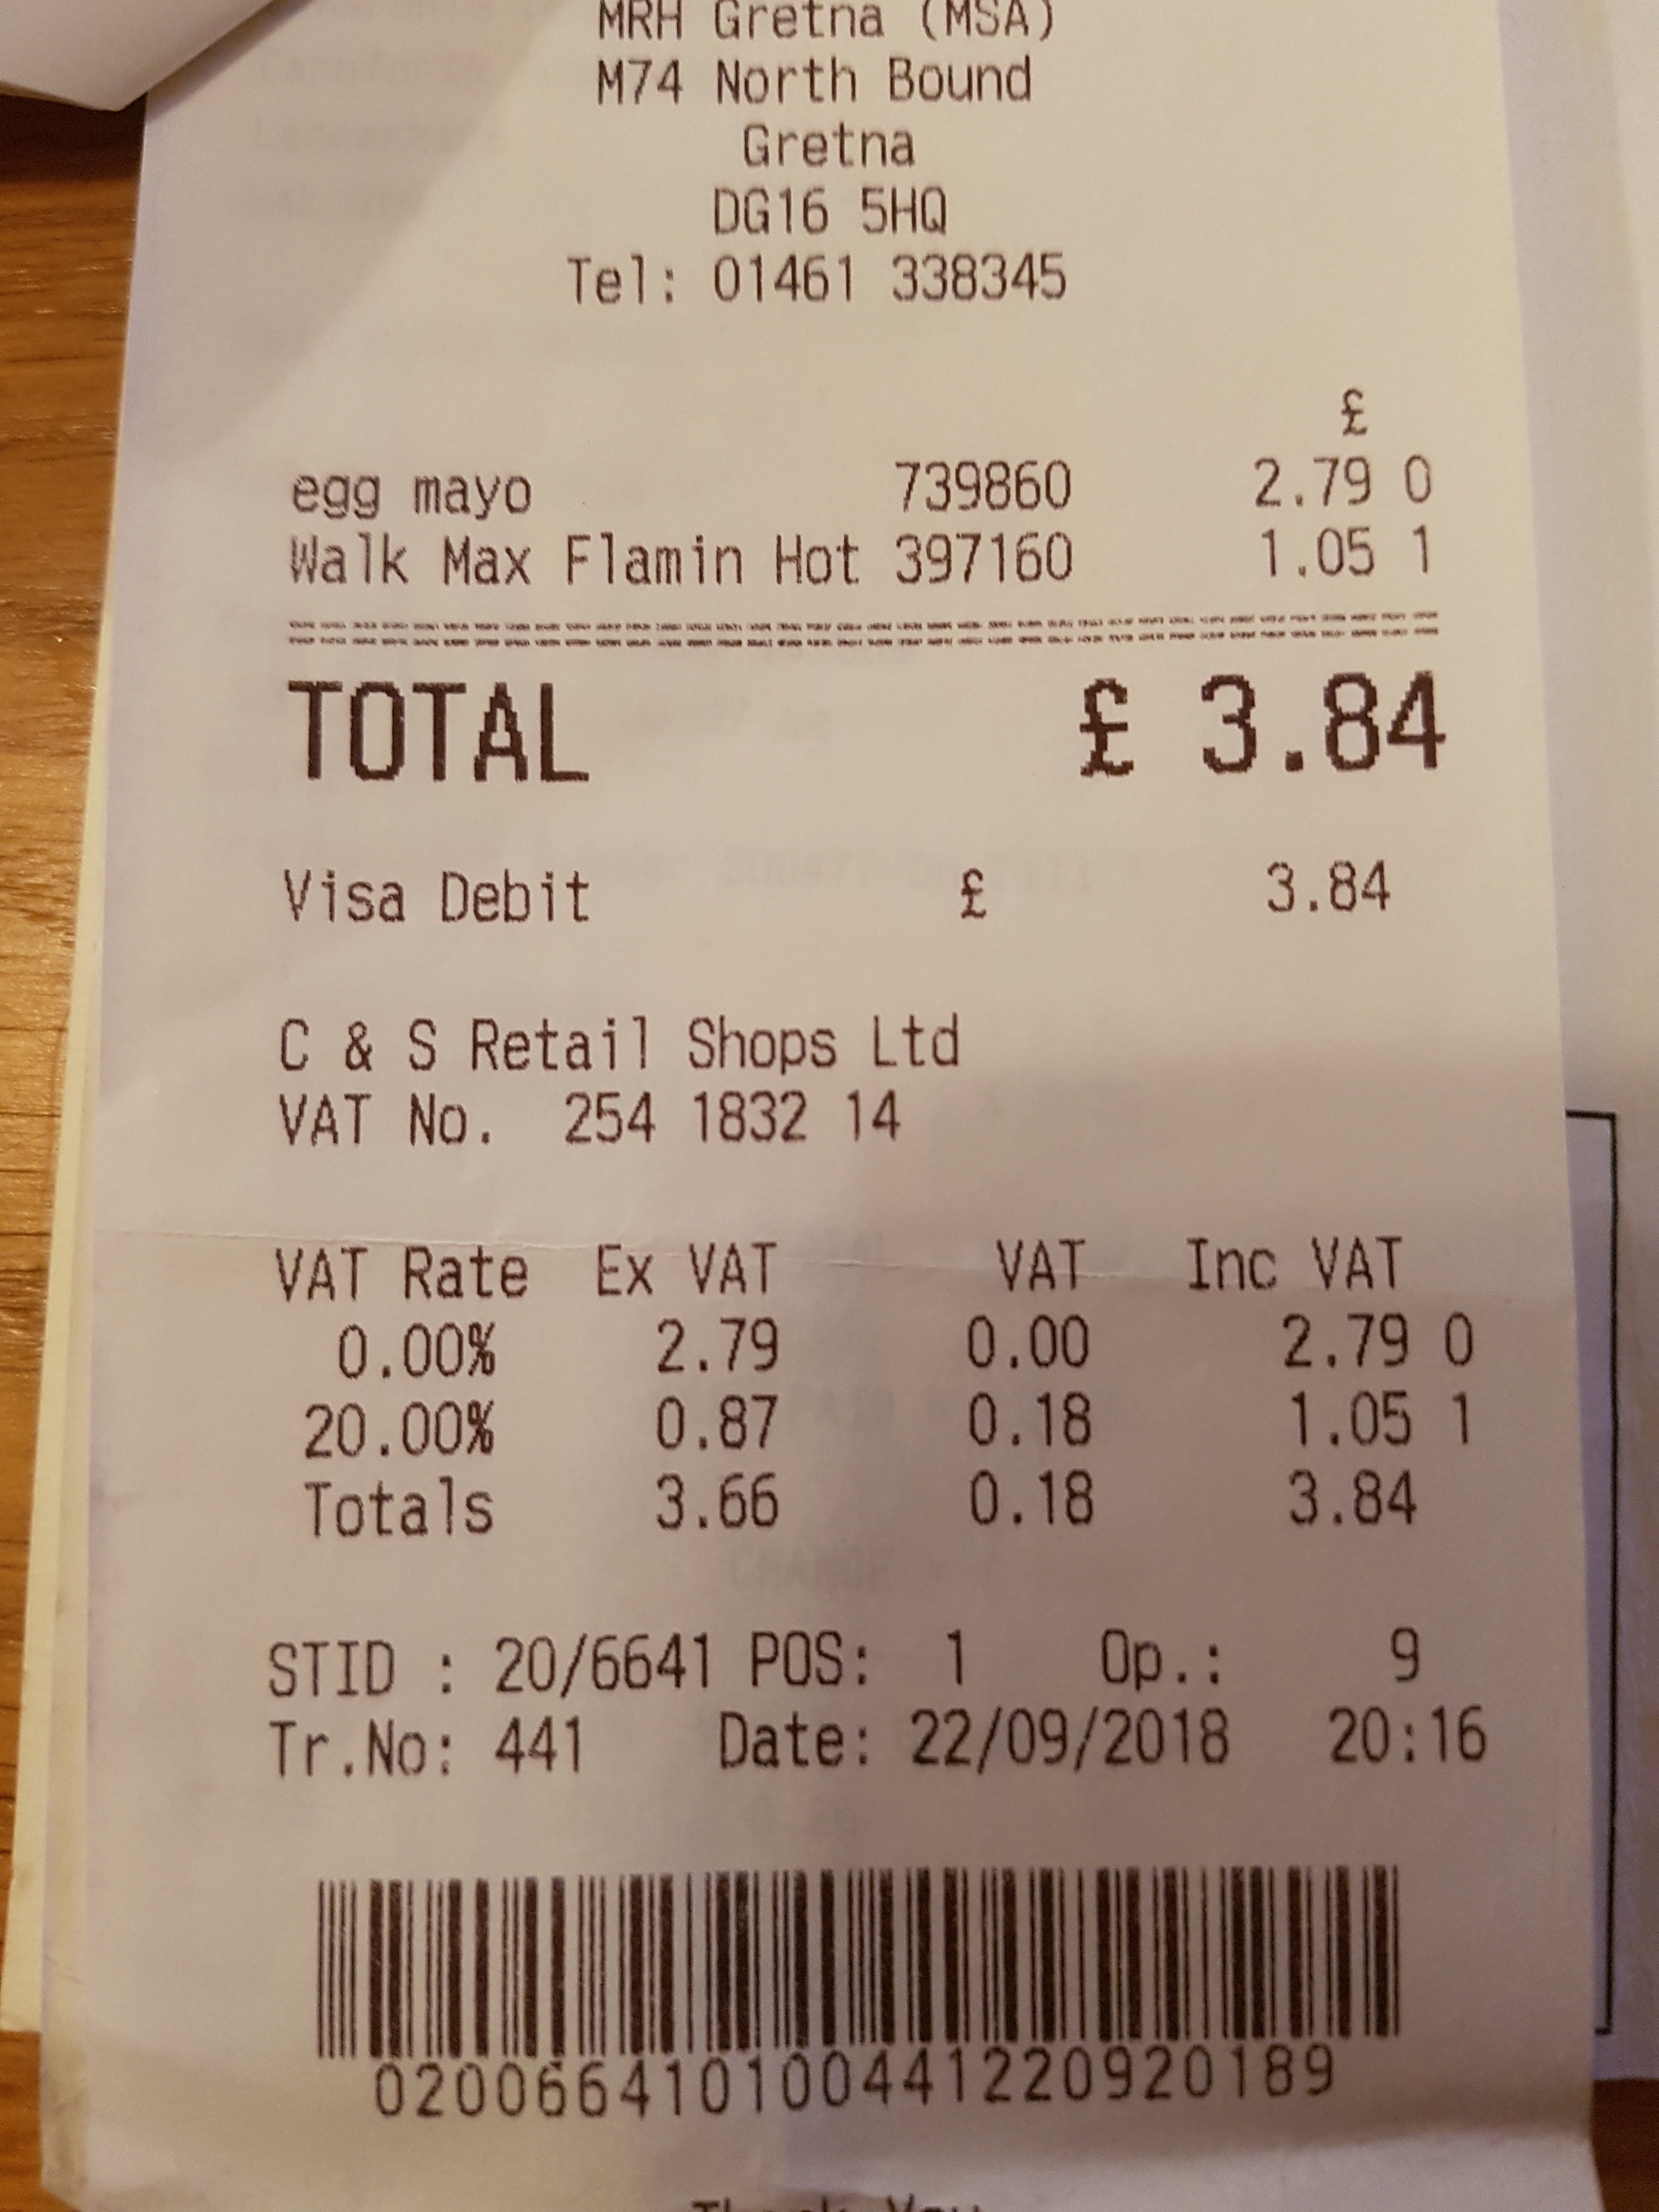 MRH Gretna (MSA)
M74 North Bound
Gretna
DG16 5HQ
Tel: 01461 338345
£
egg mayo 739860 2.79 0
Walk Max Flamin Hot 397160 1.05 1
TOTAL £ 3.84
Visa Debit £ 3.84
C & S Retail Shops Ltd
VAT No. 254 1832 14
VAT Rate Ex VAT VAT Inc VAT
0.00% 2.79 0.00 2.79 0
20.00% 0.87 0.18 1.05 1
Totals 3.66 0.18 3.84
STID : 20/6641 POS: 1 Op.: 9
Tr.No: 441 Date: 22/09/2018 20:16
020066410100441220920189
Thank You